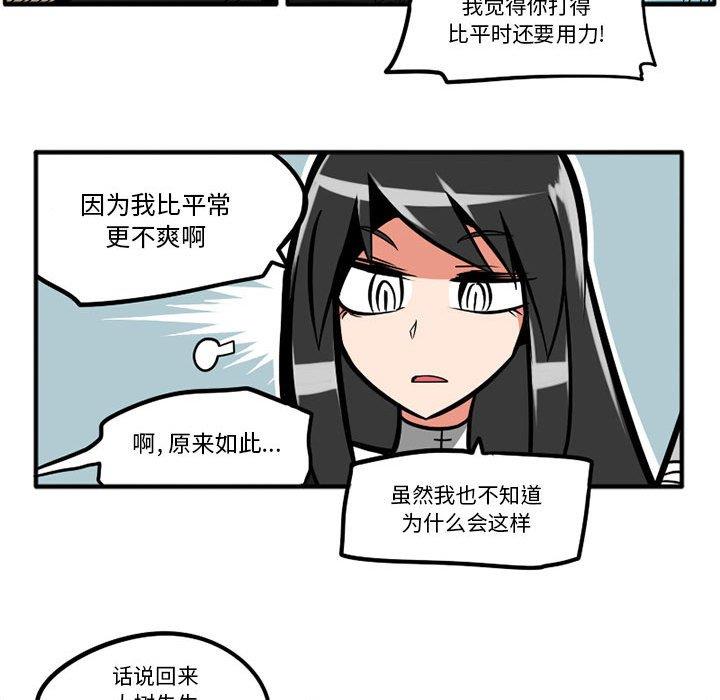 我觉得你打得
比平时还要用力!
因为我比平常
更不爽啊
啊, 原来如此...
虽然我也不知道
为什么会这样
话说回来